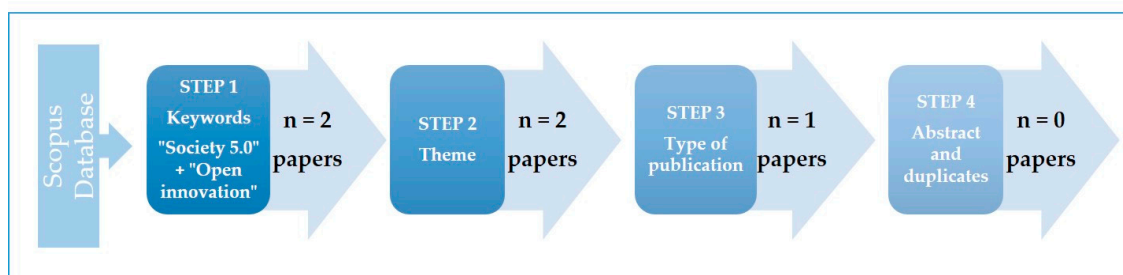 Scopus
Database
STEP 1
Keywords
"Society 5.0"
+ "Open
innovation"
n = 2
papers
STEP 2
Theme
n = 2
papers
STEP 3
Type of
publication
n = 1
papers
STEP 4
Abstract
and
duplicates
n = 0
papers